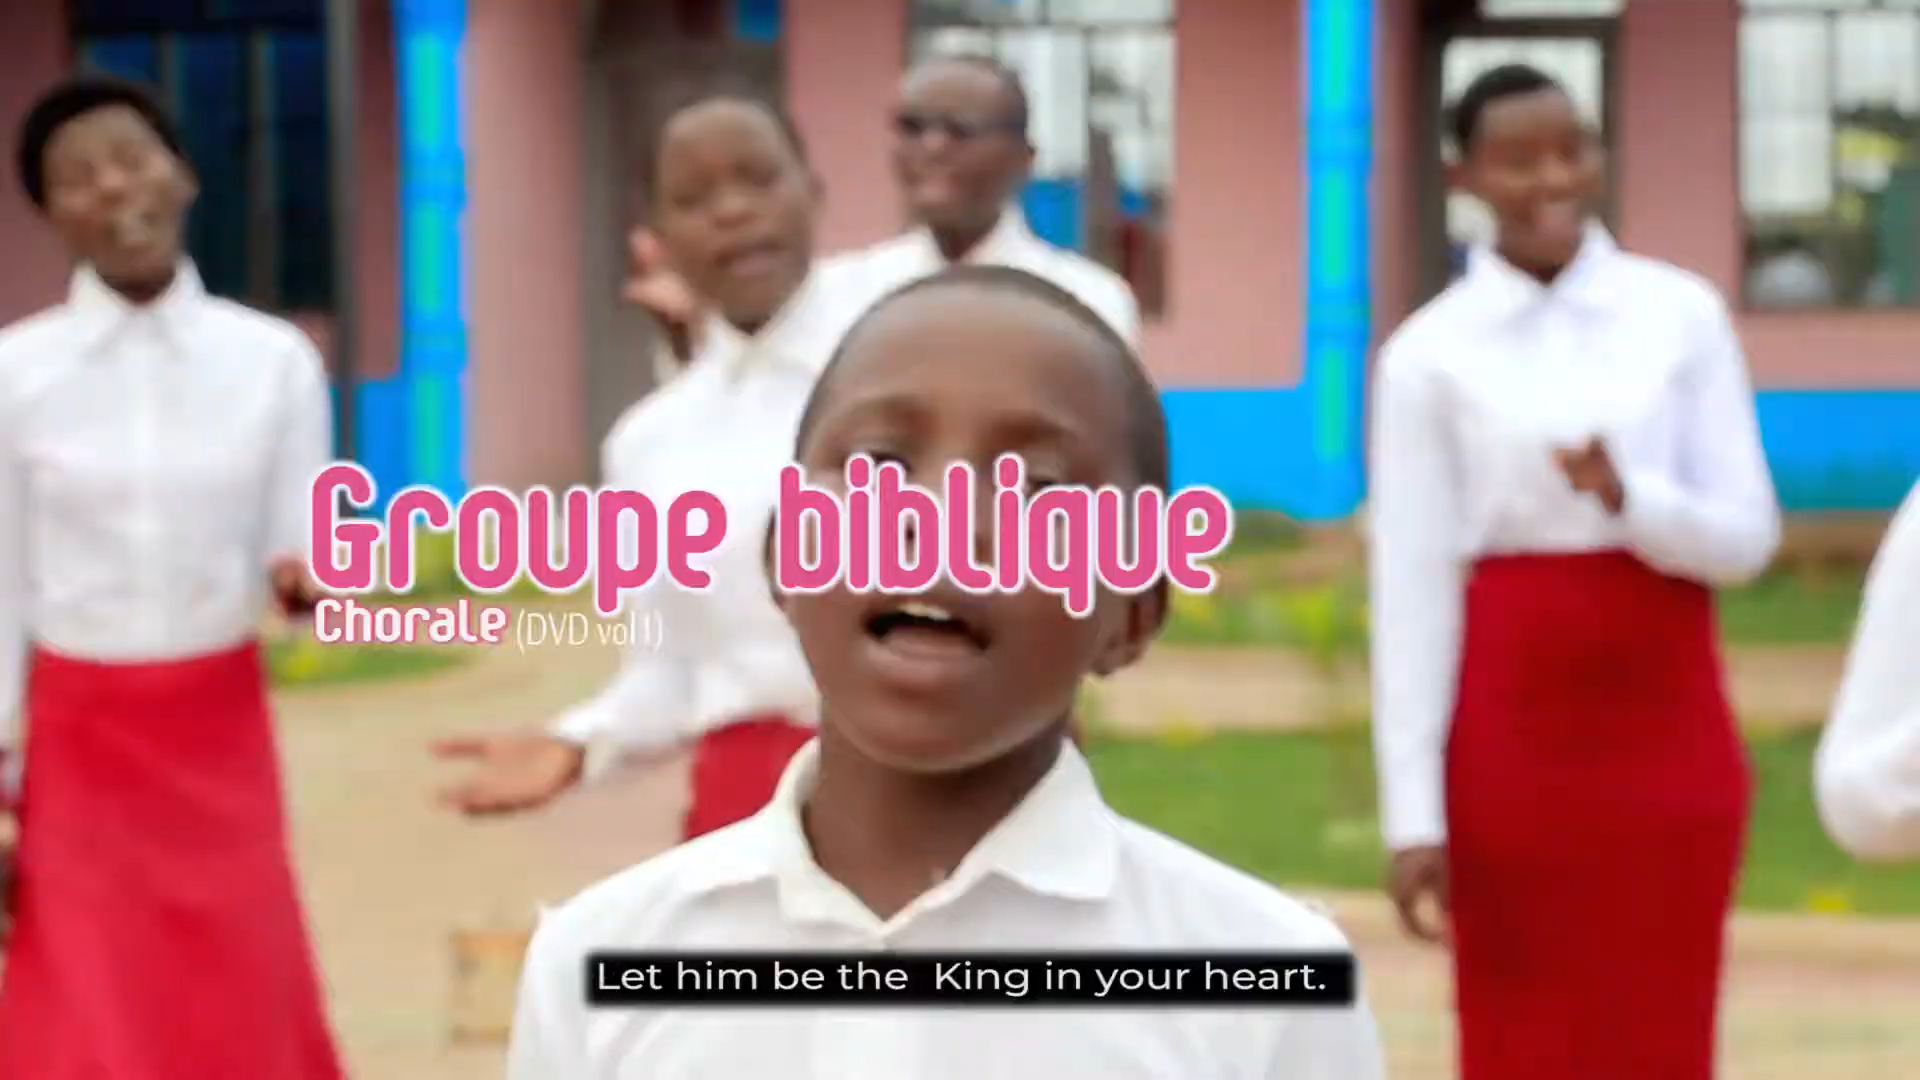 Groupe biblique
Chorale (DVD vol 1)
Let him be the King in your heart.